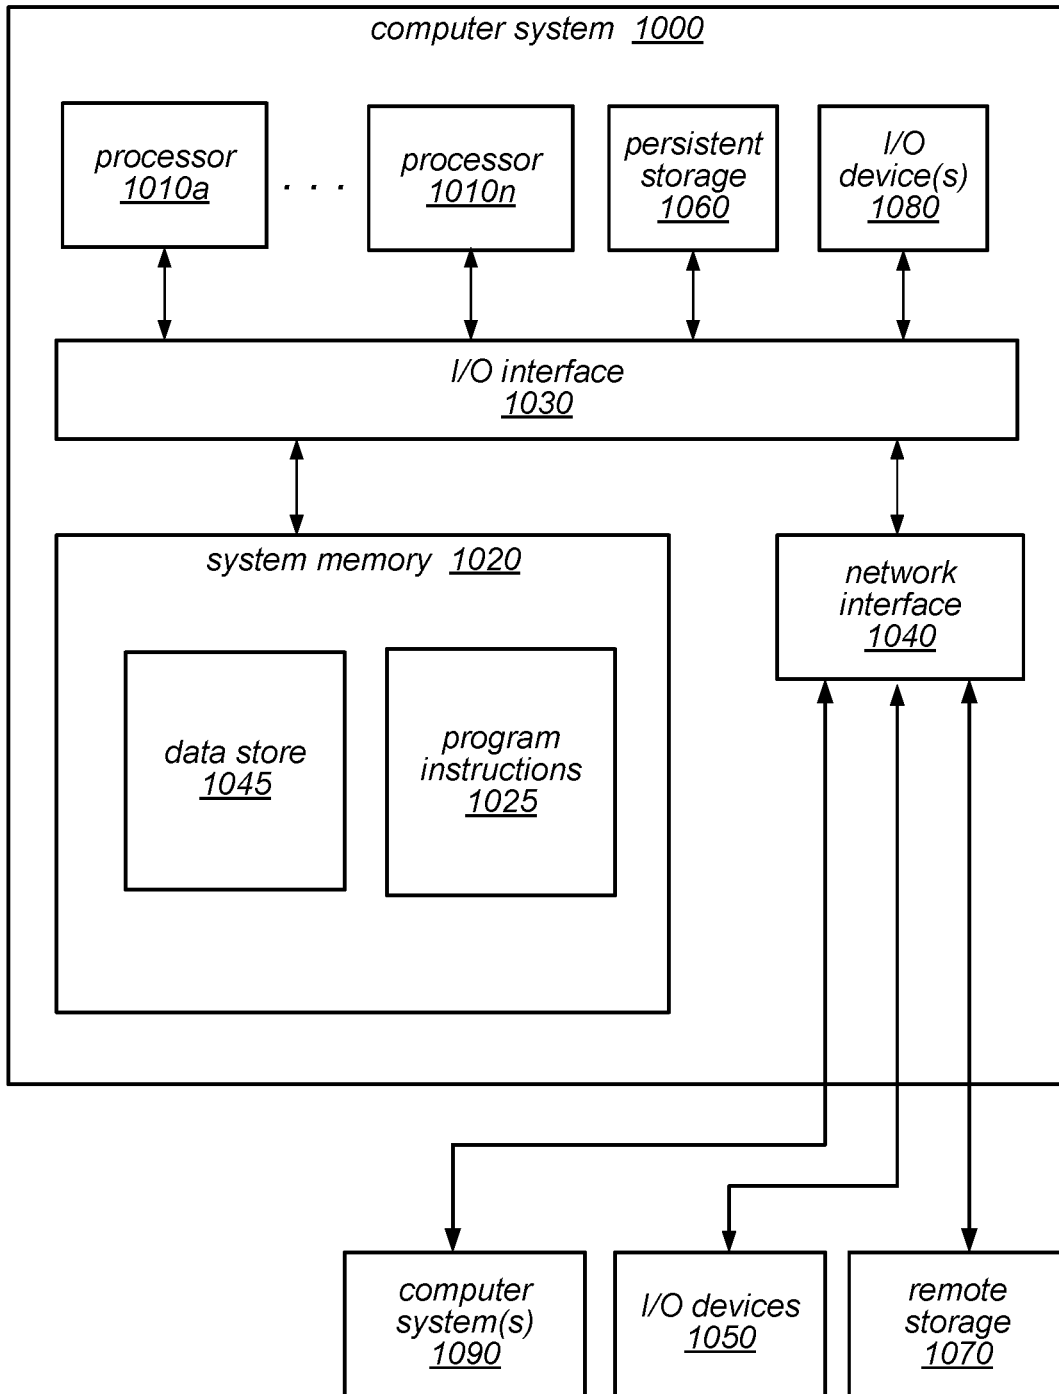 computer system 1000
processor
1010a
. . .
processor
1010n
persistent
storage
1060
I/O
device(s)
1080
I/O interface
1030
system memory 1020
data store
1045
program
instructions
1025
network
interface
1040
computer
system(s)
1090
I/O devices
1050
remote
storage
1070